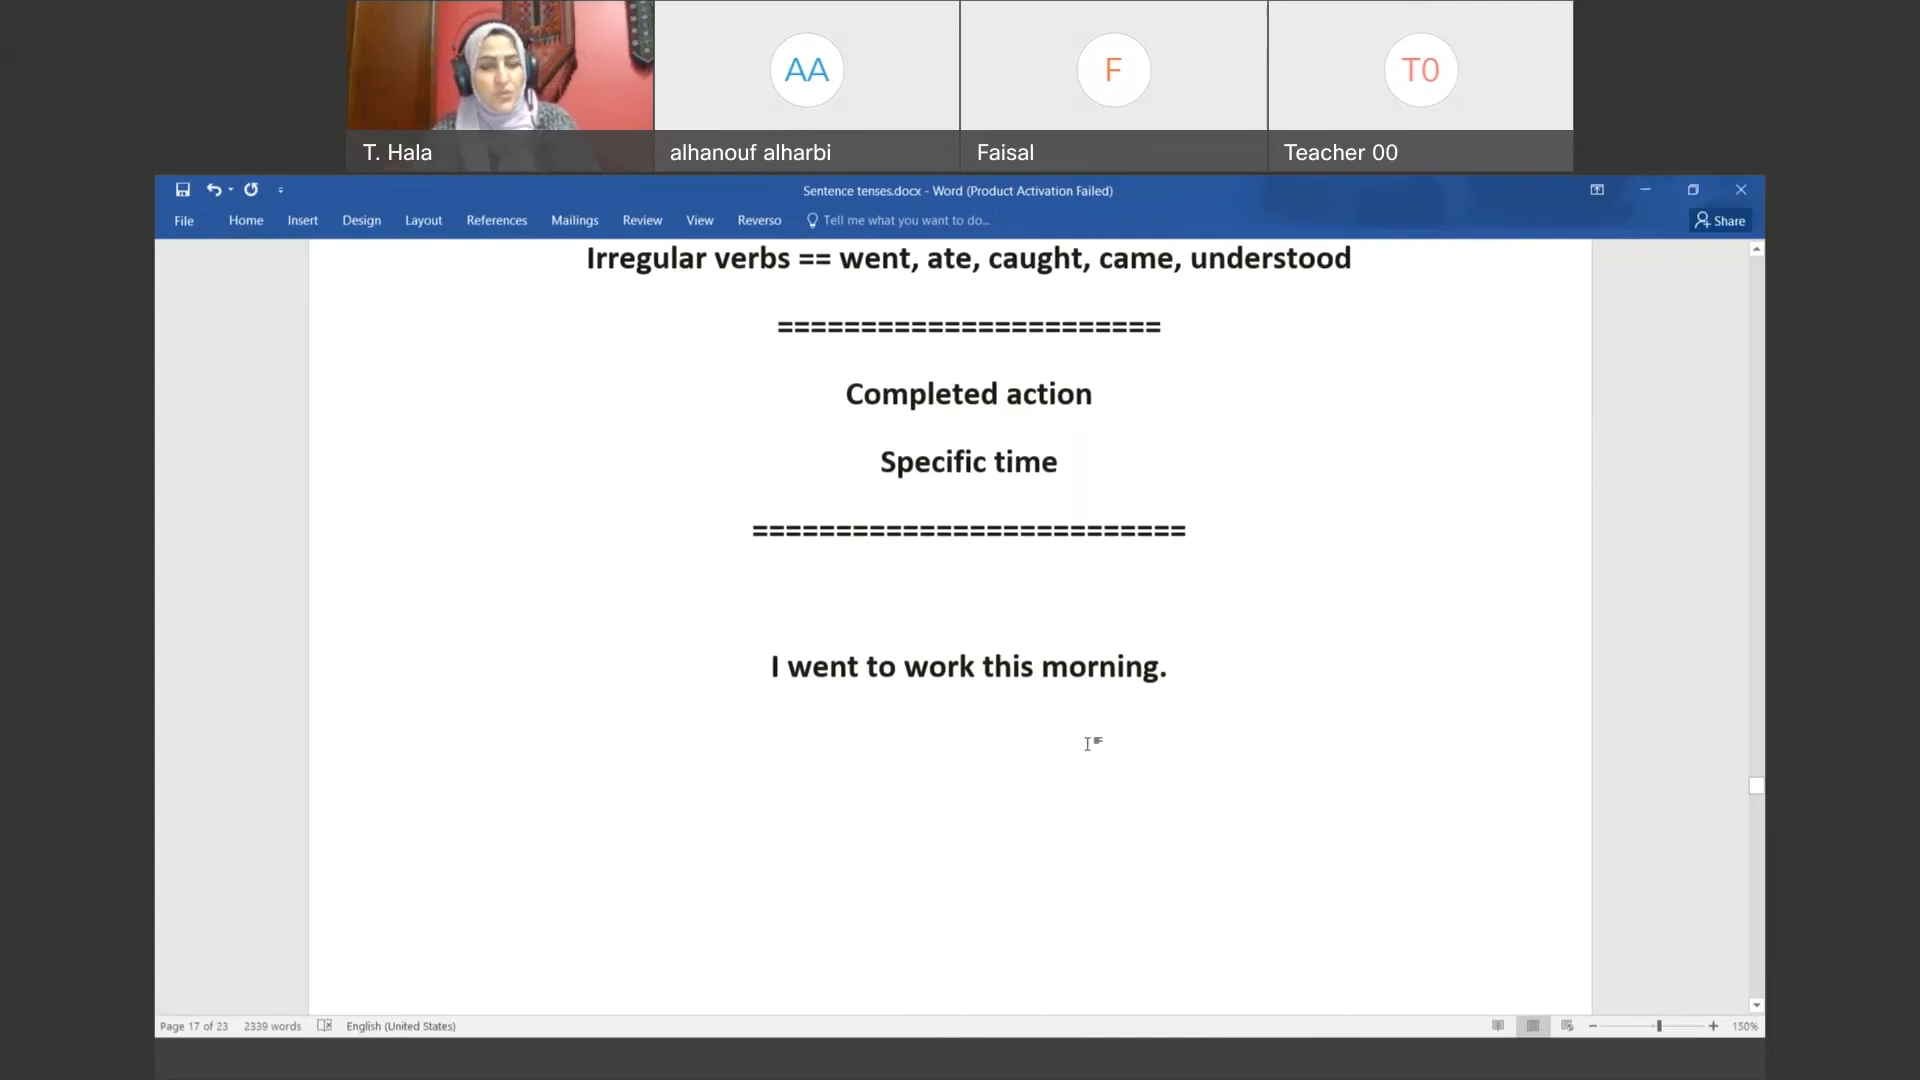 AA
F
T0
T. Hala
alhanouf alharbi
Faisal
Teacher 00
Sentence tenses.docx - Word (Product Activation Failed)
File Home Insert Design Layout References Mailings Review View Reverso Tell me what you want to do... Share
Irregular verbs == went, ate, caught, came, understood
=======================
Completed action
Specific time
==========================
I went to work this morning.
Page 17 of 23 2339 words English (United States) 150%